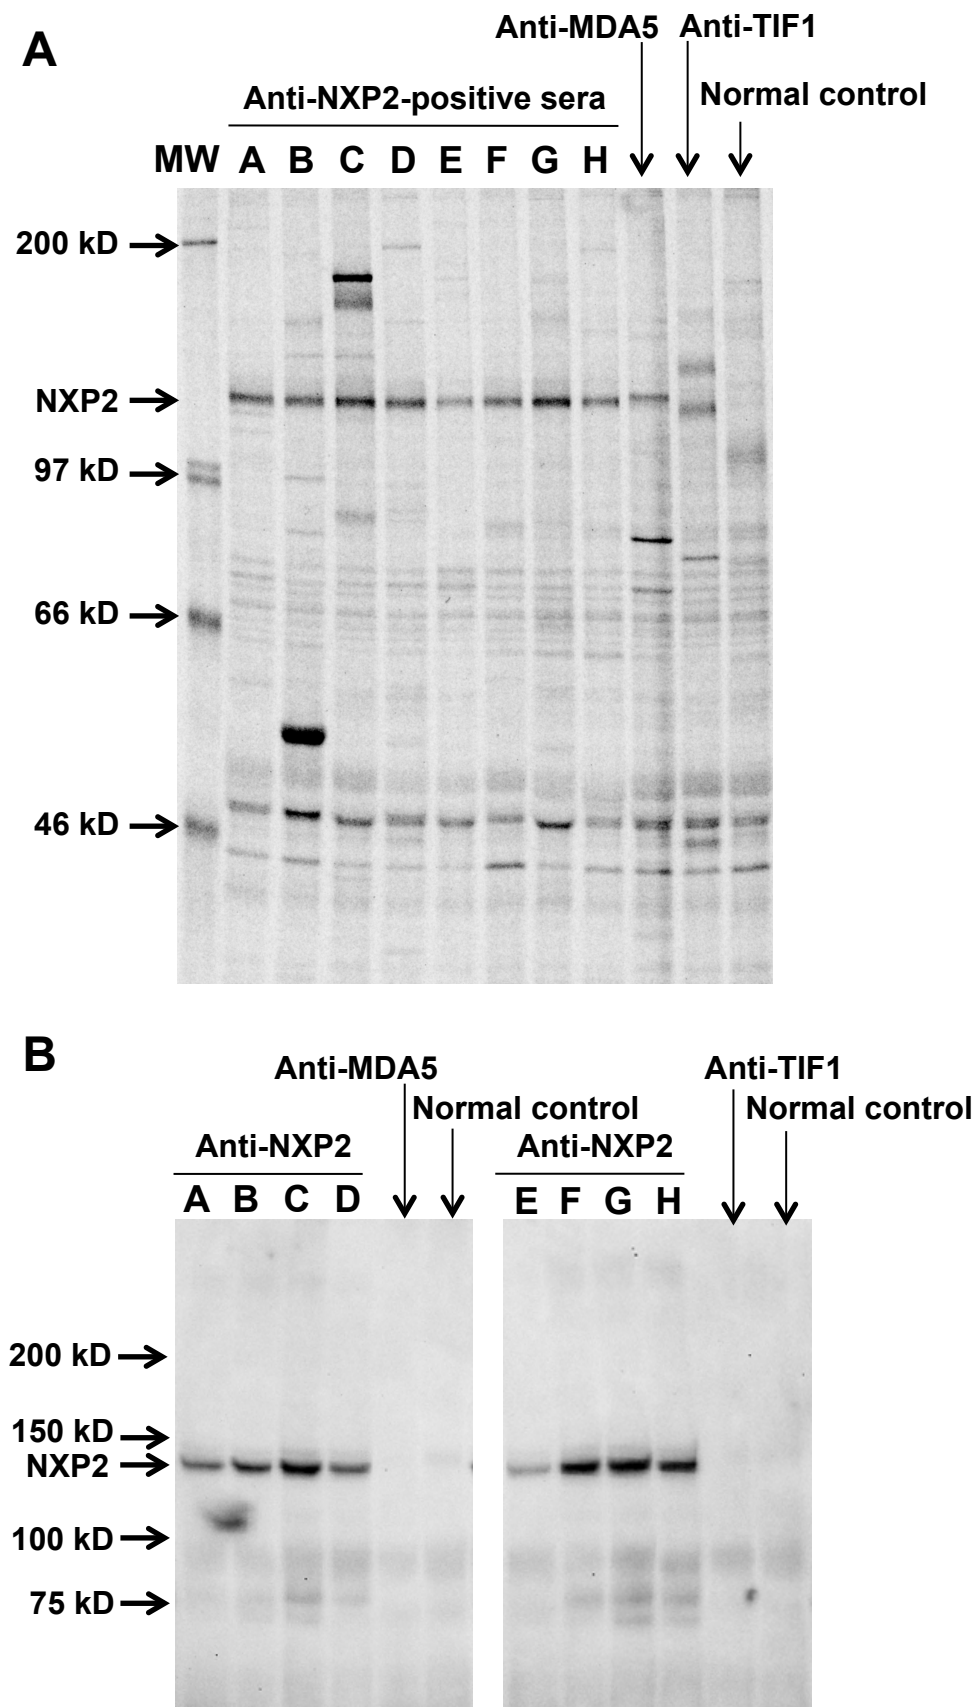 A
Anti-MDA5 Anti-TIF1
Anti-NXP2-positive sera Normal control
MW A B C D E F G H
200 kD
NXP2
97 kD
66 kD
46 kD
B
Anti-MDA5 Anti-TIF1
Normal control Normal control
Anti-NXP2 Anti-NXP2
A B C D E F G H
200 kD
150 kD
NXP2
100 kD
75 kD